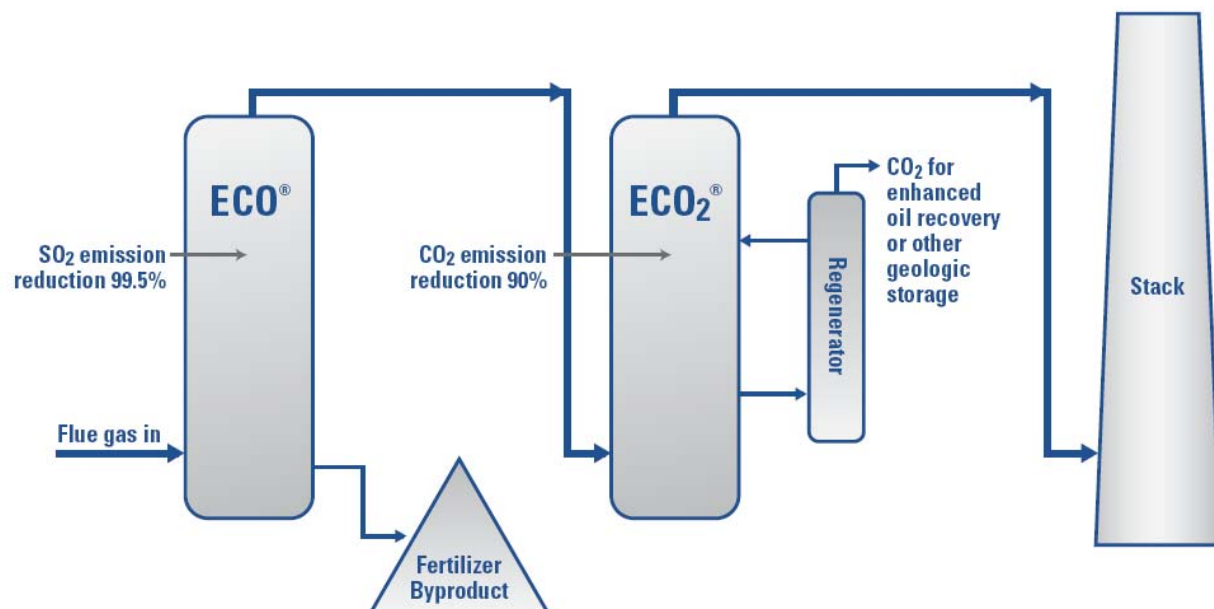 ECO®
SO₂ emission
reduction 99.5%
Flue gas in
Fertilizer
Byproduct
ECO₂®
CO₂ emission
reduction 90%
Regenerator
CO₂ for
enhanced
oil recovery
or other
geologic
storage
Stack